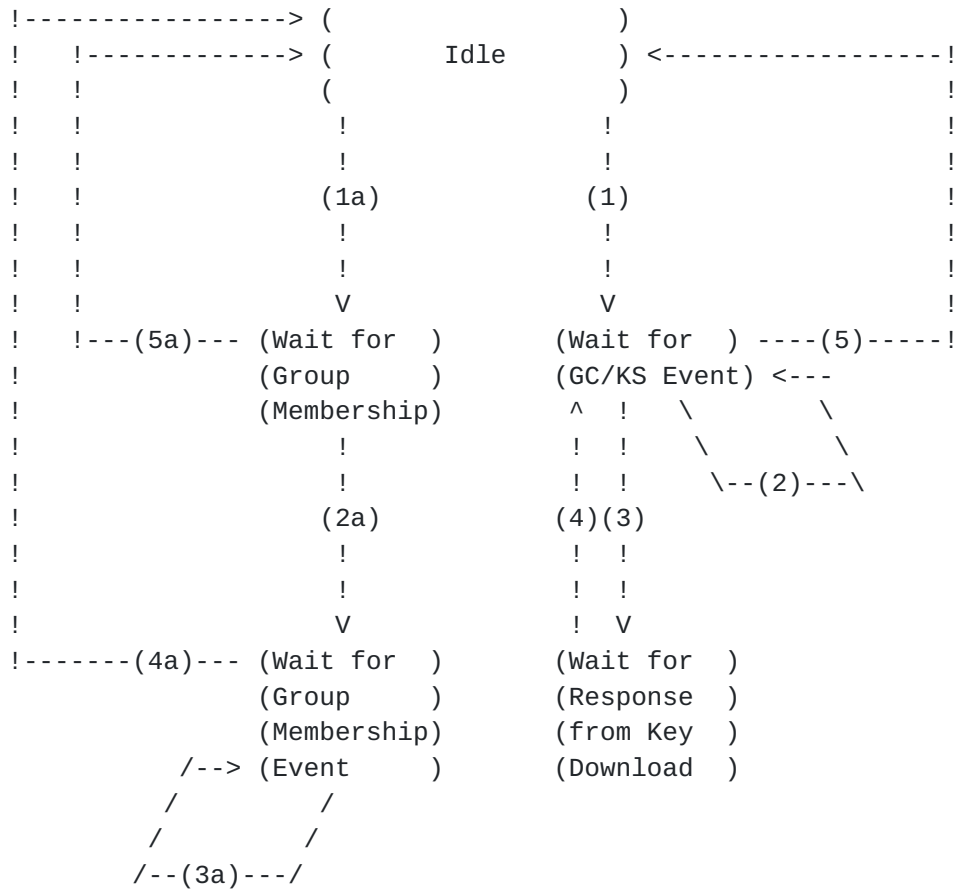 !-----------------> (                  )
!   !-------------> (       Idle       ) <------------------!
!   !               (                  )                    !
!   !                !                !                     !
!   !                !                !                     !
!   !               (1a)             (1)                    !
!   !                !                !                     !
!   !                !                !                     !
!   !                V                V                     !
!   !---(5a)--- (Wait for  )       (Wait for  ) ----(5)-----!
!               (Group     )       (GC/KS Event) <---
!               (Membership)        ^  !   \        \
!                    !              !  !    \        \
!                    !              !  !     \--(2)---\
!                   (2a)           (4)(3)
!                    !              !  !
!                    !              !  !
!                    V              !  V
!-------(4a)--- (Wait for  )       (Wait for  )
                (Group     )       (Response  )
                (Membership)       (from Key  )
           /--> (Event     )       (Download  )
          /         /
         /         /
        /--(3a)---/